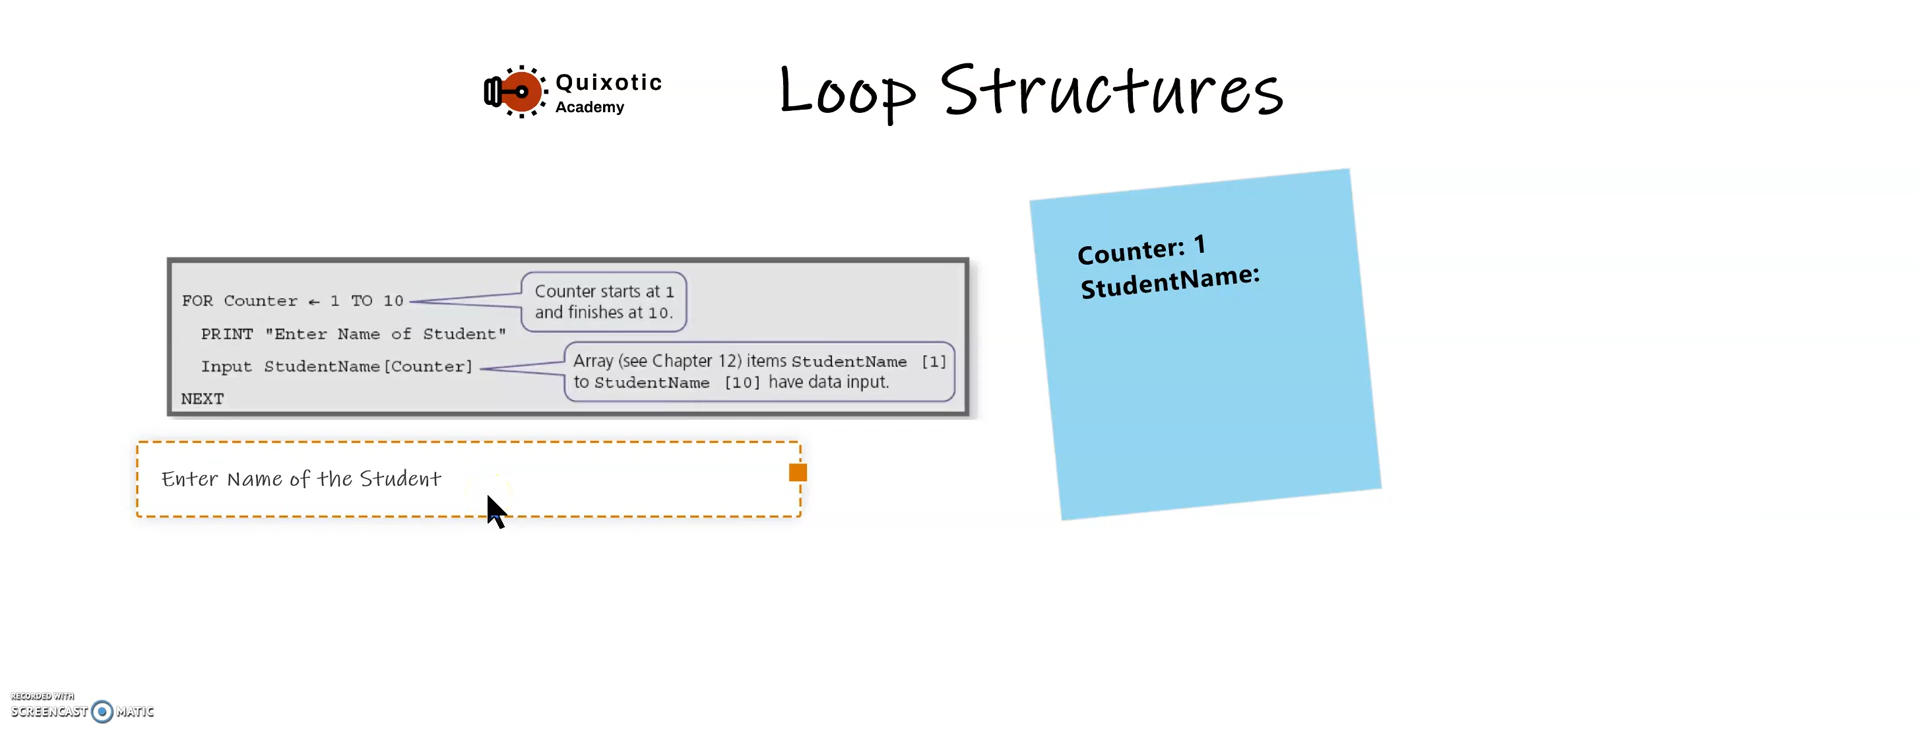 Quixotic
Academy
Loop Structures
FOR Counter ← 1 TO 10
Counter starts at 1
and finishes at 10.
PRINT "Enter Name of Student"
Input StudentName[Counter]
Array (see Chapter 12) items StudentName [1]
to StudentName [10] have data input.
NEXT
Counter: 1
StudentName:
Enter Name of the Student
RECORDED WITH
SCREENCAST MATIC